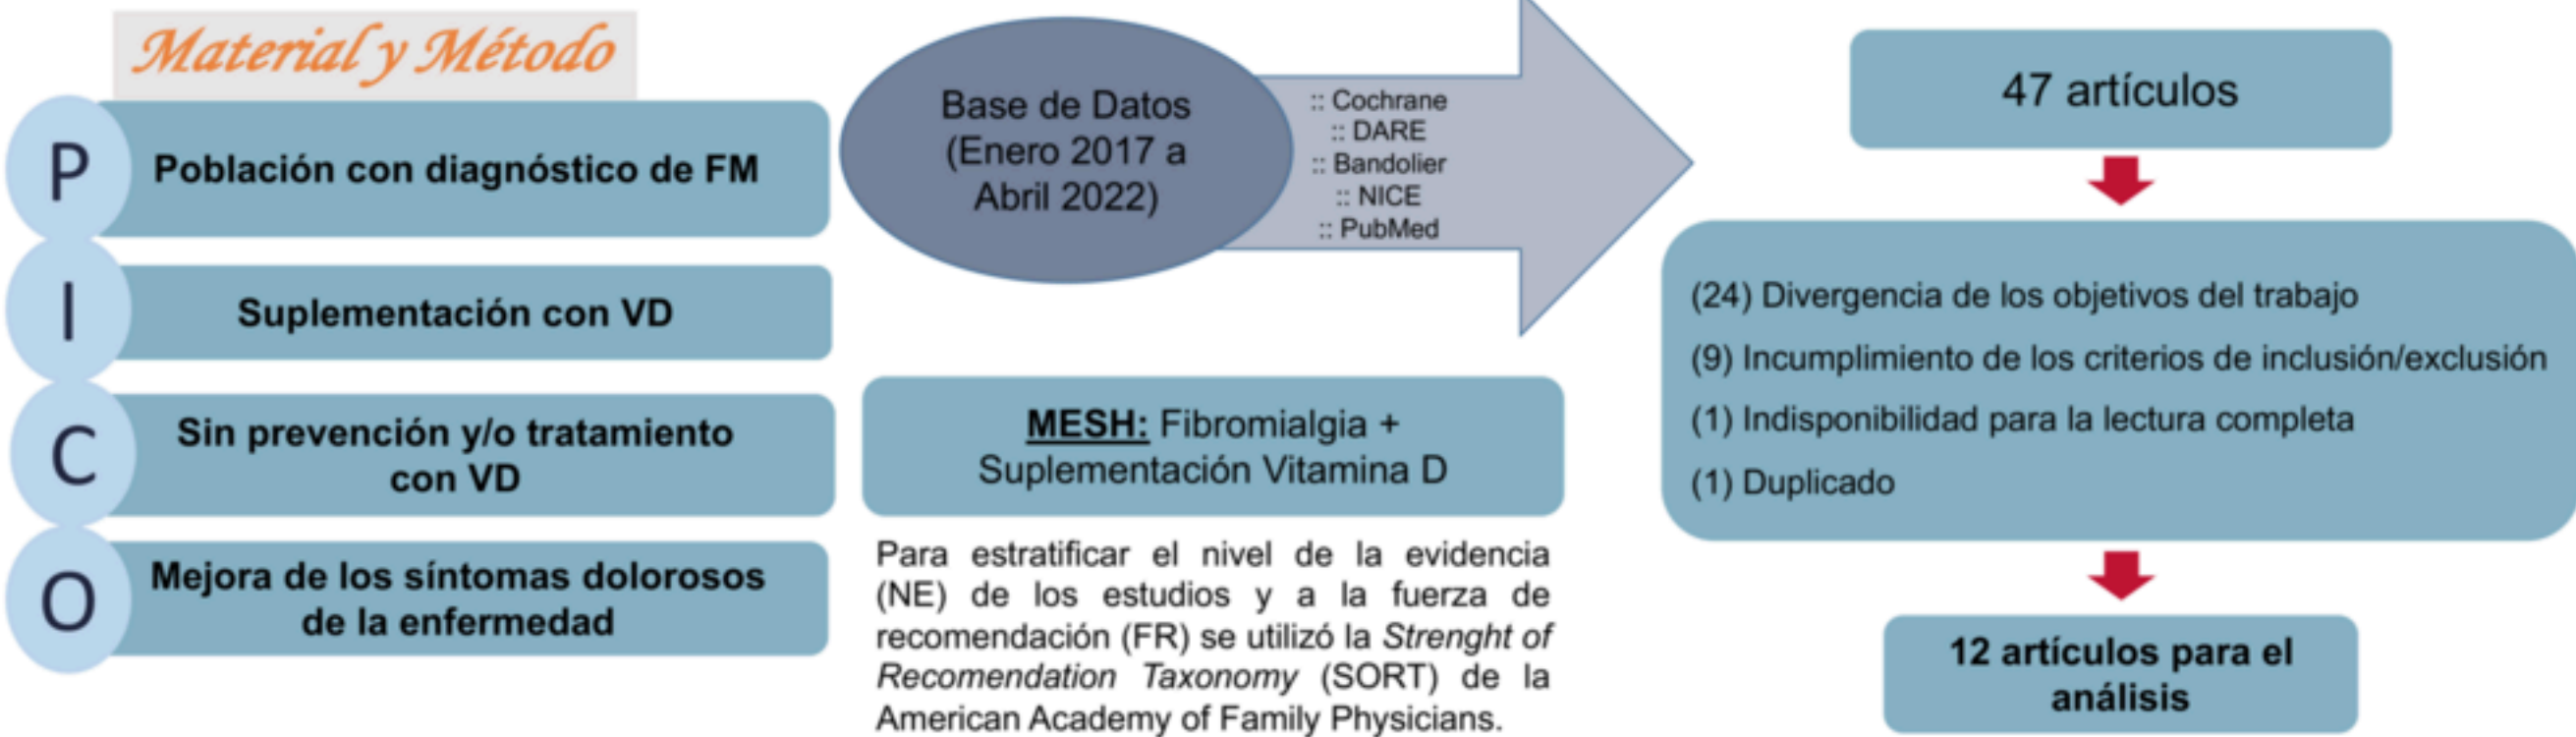 Material y Método
P
Población con diagnóstico de FM
I
Suplementación con VD
C
Sin prevención y/o tratamiento
con VD
O
Mejora de los síntomas dolorosos
de la enfermedad
Base de Datos
(Enero 2017 a
Abril 2022)
:: Cochrane
:: DARE
:: Bandolier
:: NICE
:: PubMed
MESH: Fibromialgia +
Suplementación Vitamina D
Para estratificar el nivel de la evidencia
(NE) de los estudios y a la fuerza de
recomendación (FR) se utilizó la Strenght of
Recomendation Taxonomy (SORT) de la
American Academy of Family Physicians.
47 artículos
(24) Divergencia de los objetivos del trabajo
(9) Incumplimiento de los criterios de inclusión/exclusión
(1) Indisponibilidad para la lectura completa
(1) Duplicado
12 artículos para el
análisis